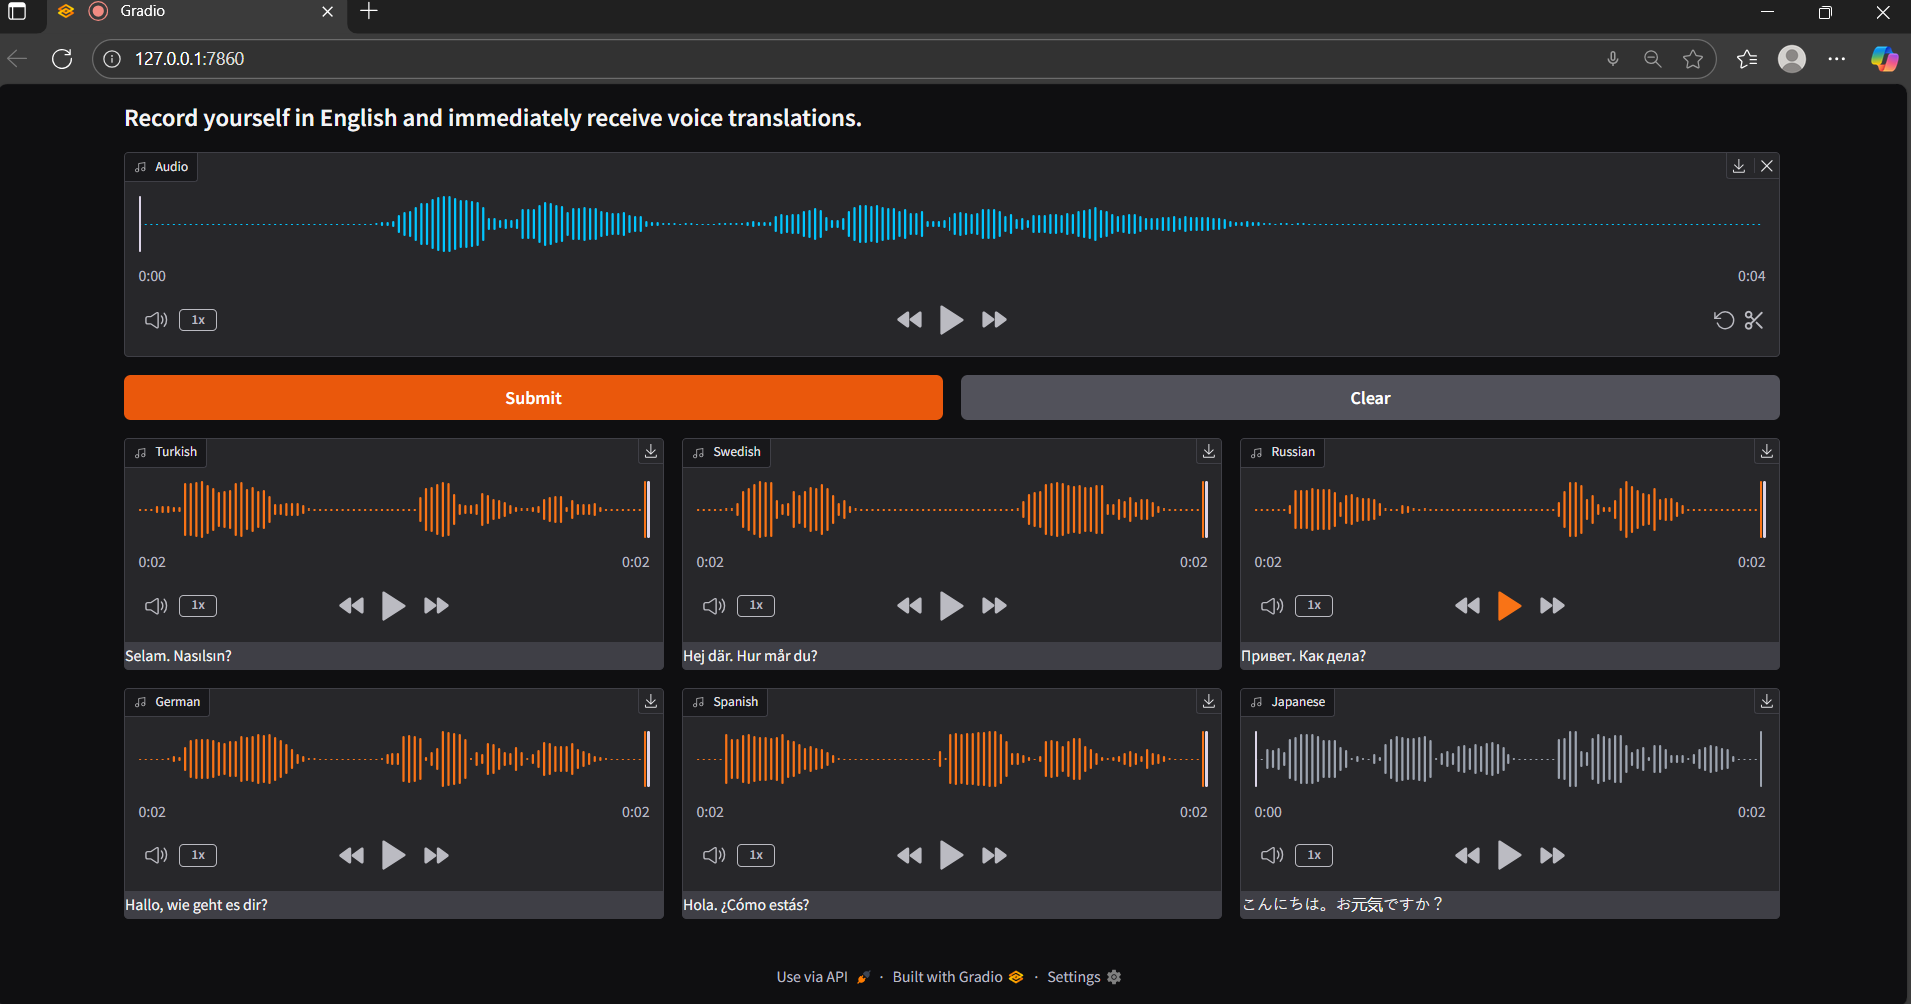 Gradio
127.0.0.1:7860
Record yourself in English and immediately receive voice translations.
Audio
0:00 0:04
1x
Submit Clear
Turkish Swedish Russian
0:02 0:02 0:02 0:02 0:02 0:02
1x 1x 1x
Selam. Nasılsın? Hej där. Hur mår du? Привет. Как дела?
German Spanish Japanese
0:02 0:02 0:02 0:02 0:00 0:02
1x 1x 1x
Hallo, wie geht es dir? Hola. ¿Cómo estás? こんにちは。お元気ですか？
Use via API · Built with Gradio · Settings